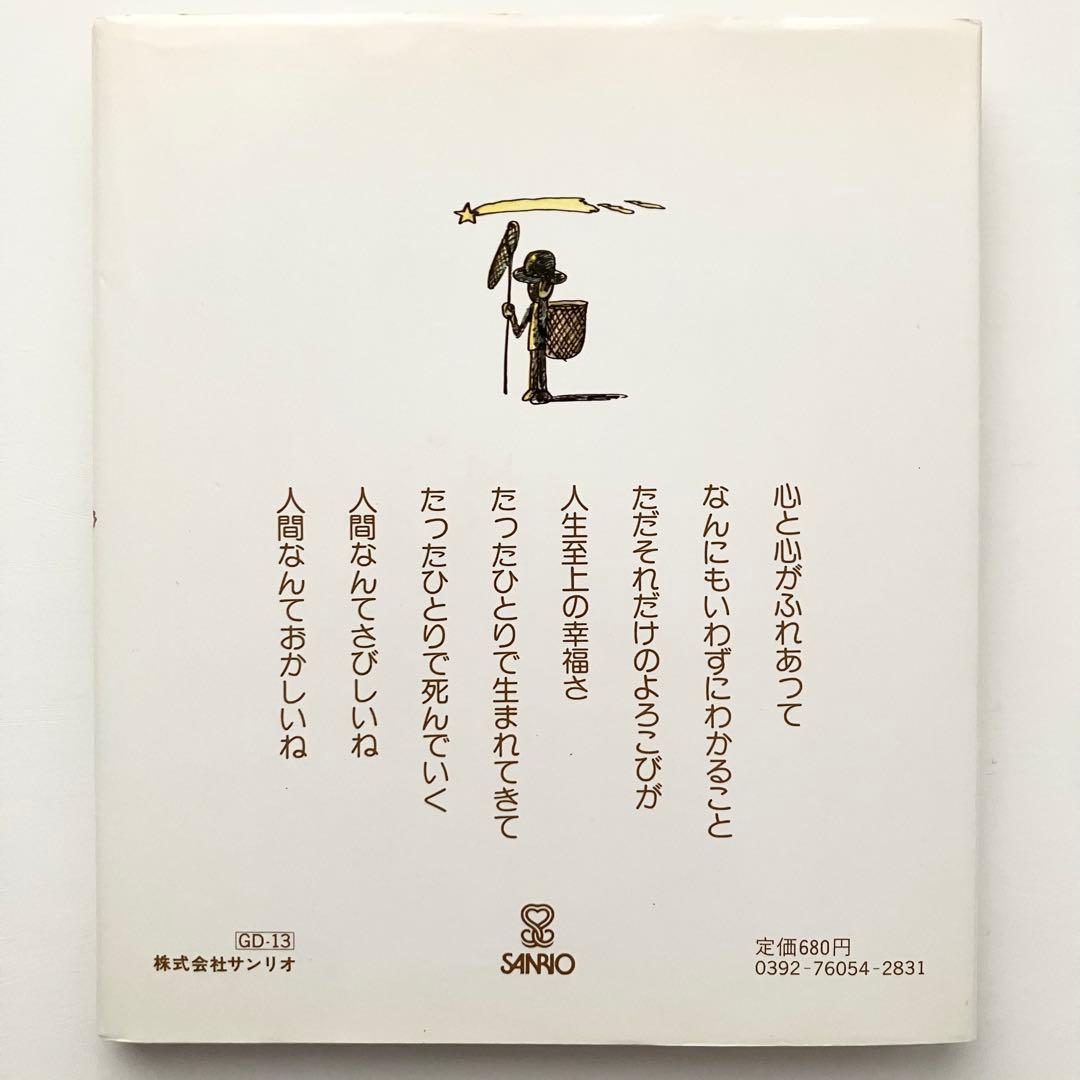 心と心がふれあって
なんにもいわずにわかること
ただそれだけのよろこびが
人生至上の幸福さ
たったひとりで生まれてきて
たったひとりで死んでいく
人間なんてさびしいね
人間なんておかしいね
GD-13
株式会社サンリオ
SANRIO
定価680円
0392-76054-2831